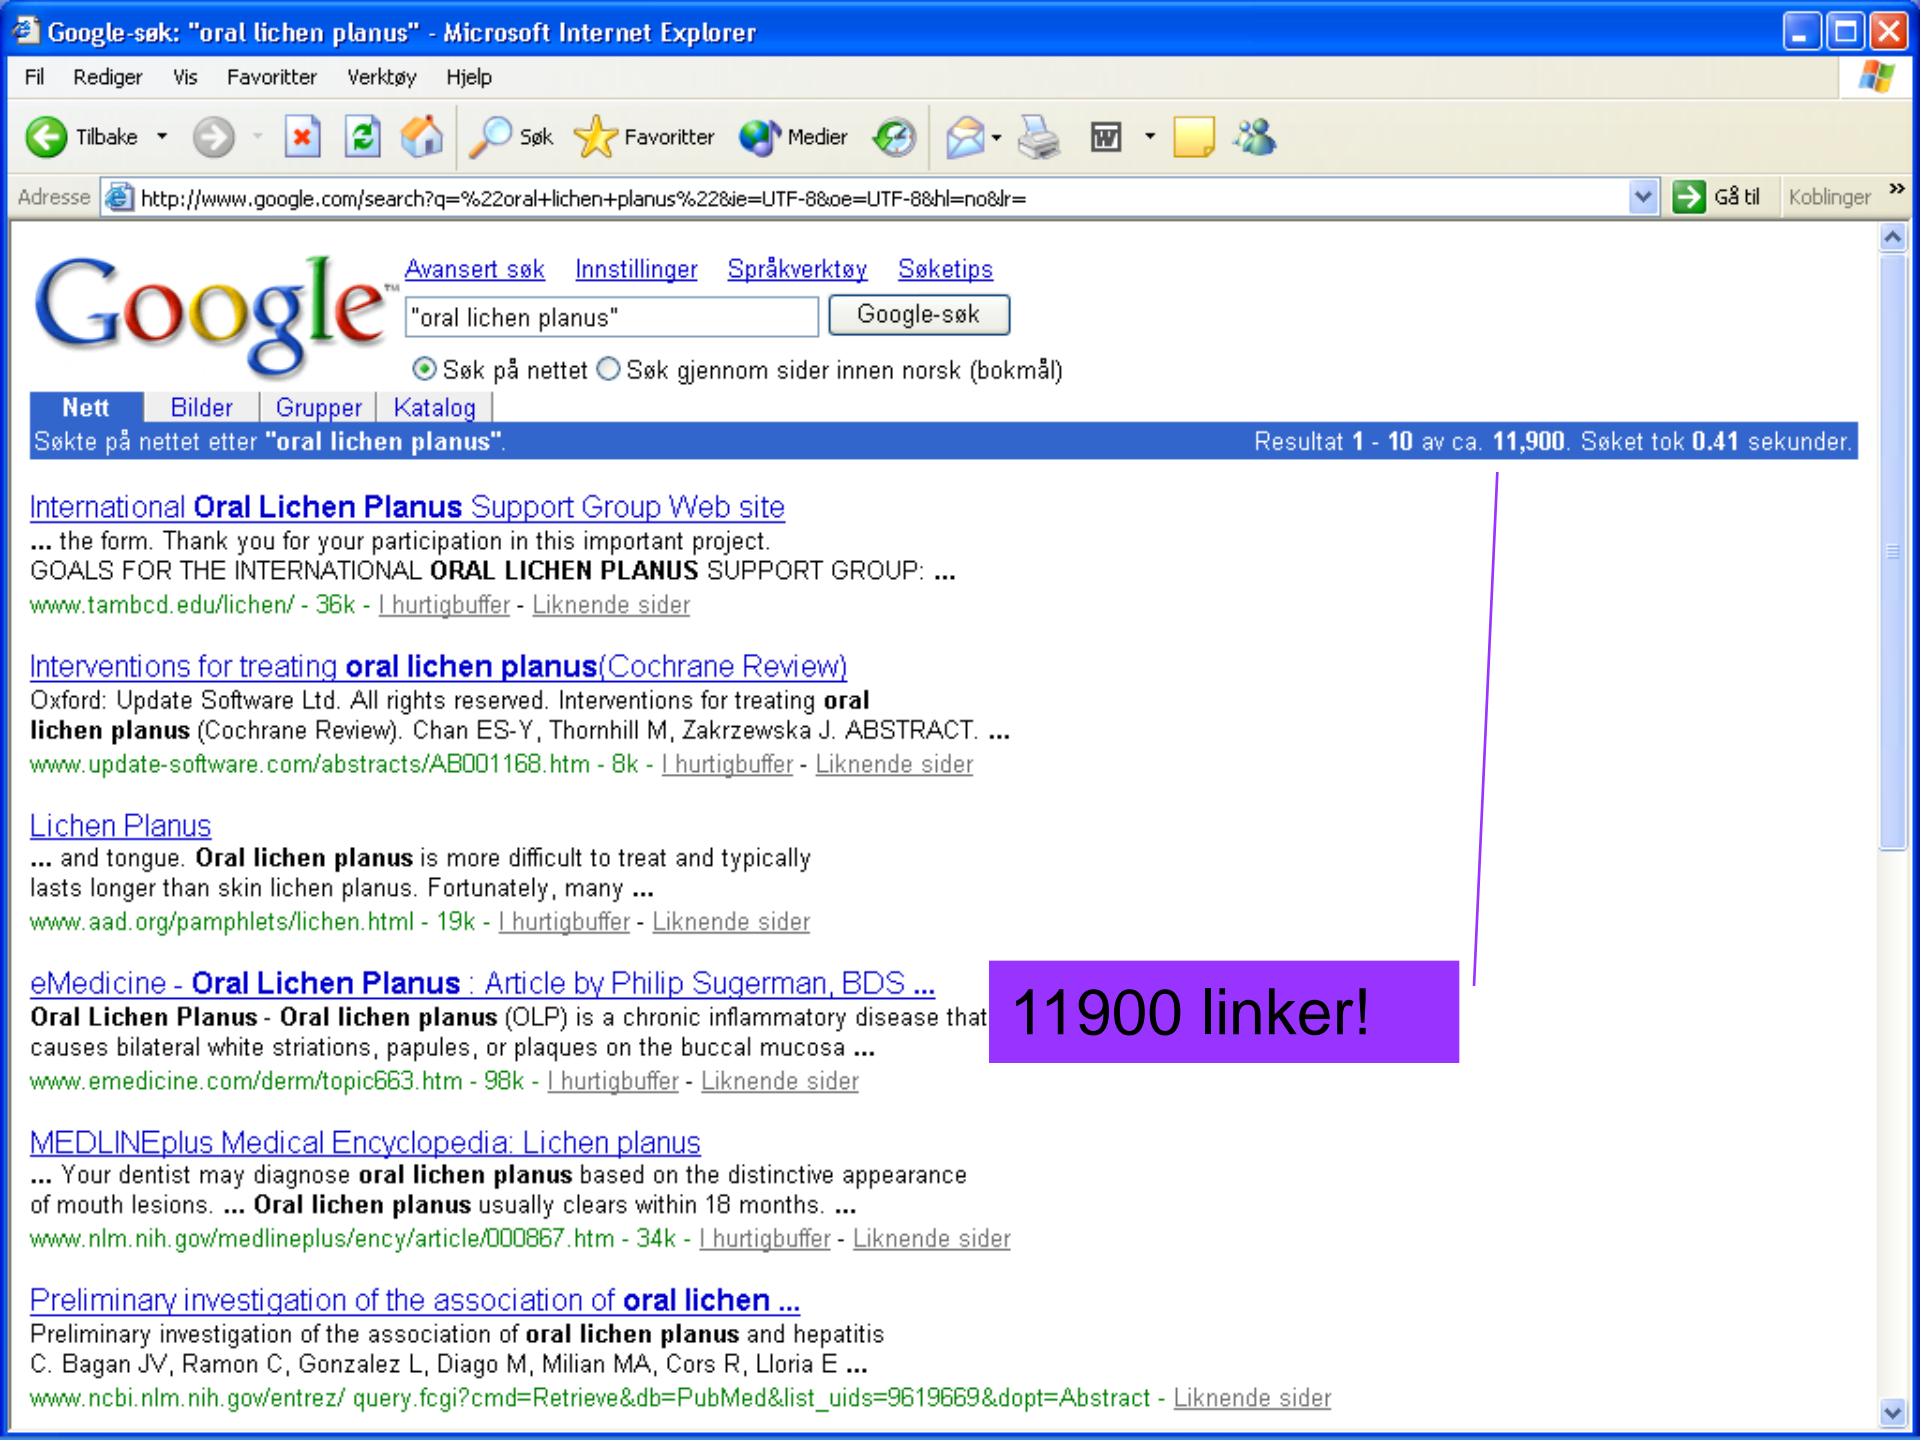 Google-søk: "oral lichen planus" - Microsoft Internet Explorer
Fil Rediger Vis Favoritter Verktøy Hjelp
Tilbake Søk Favoritter Medier
Adresse http://www.google.com/search?q=%22oral+lichen+planus%22&ie=UTF-8&oe=UTF-8&hl=no&lr= Gå til Koblinger »
Google™
Avansert søk Innstillinger Språkverktøy Søketips
"oral lichen planus" Google-søk
Søk på nettet Søk gjennom sider innen norsk (bokmål)
Nett Bilder Grupper Katalog
Søkte på nettet etter "oral lichen planus". Resultat 1 - 10 av ca. 11,900. Søket tok 0.41 sekunder.
International Oral Lichen Planus Support Group Web site
... the form. Thank you for your participation in this important project.
GOALS FOR THE INTERNATIONAL ORAL LICHEN PLANUS SUPPORT GROUP: ...
www.tambcd.edu/lichen/ - 36k - I hurtigbuffer - Liknende sider
Interventions for treating oral lichen planus(Cochrane Review)
Oxford: Update Software Ltd. All rights reserved. Interventions for treating oral
lichen planus (Cochrane Review). Chan ES-Y, Thornhill M, Zakrzewska J. ABSTRACT. ...
www.update-software.com/abstracts/AB001168.htm - 8k - I hurtigbuffer - Liknende sider
Lichen Planus
... and tongue. Oral lichen planus is more difficult to treat and typically
lasts longer than skin lichen planus. Fortunately, many ...
www.aad.org/pamphlets/lichen.html - 19k - I hurtigbuffer - Liknende sider
eMedicine - Oral Lichen Planus : Article by Philip Sugerman, BDS ...
Oral Lichen Planus - Oral lichen planus (OLP) is a chronic inflammatory disease that
causes bilateral white striations, papules, or plaques on the buccal mucosa ...
www.emedicine.com/derm/topic663.htm - 98k - I hurtigbuffer - Liknende sider
11900 linker!
MEDLINEplus Medical Encyclopedia: Lichen planus
... Your dentist may diagnose oral lichen planus based on the distinctive appearance
of mouth lesions. ... Oral lichen planus usually clears within 18 months. ...
www.nlm.nih.gov/medlineplus/ency/article/000867.htm - 34k - I hurtigbuffer - Liknende sider
Preliminary investigation of the association of oral lichen ...
Preliminary investigation of the association of oral lichen planus and hepatitis
C. Bagan JV, Ramon C, Gonzalez L, Diago M, Milian MA, Cors R, Lloria E ...
www.ncbi.nlm.nih.gov/entrez/ query.fcgi?cmd=Retrieve&db=PubMed&list_uids=9619669&dopt=Abstract - Liknende sider